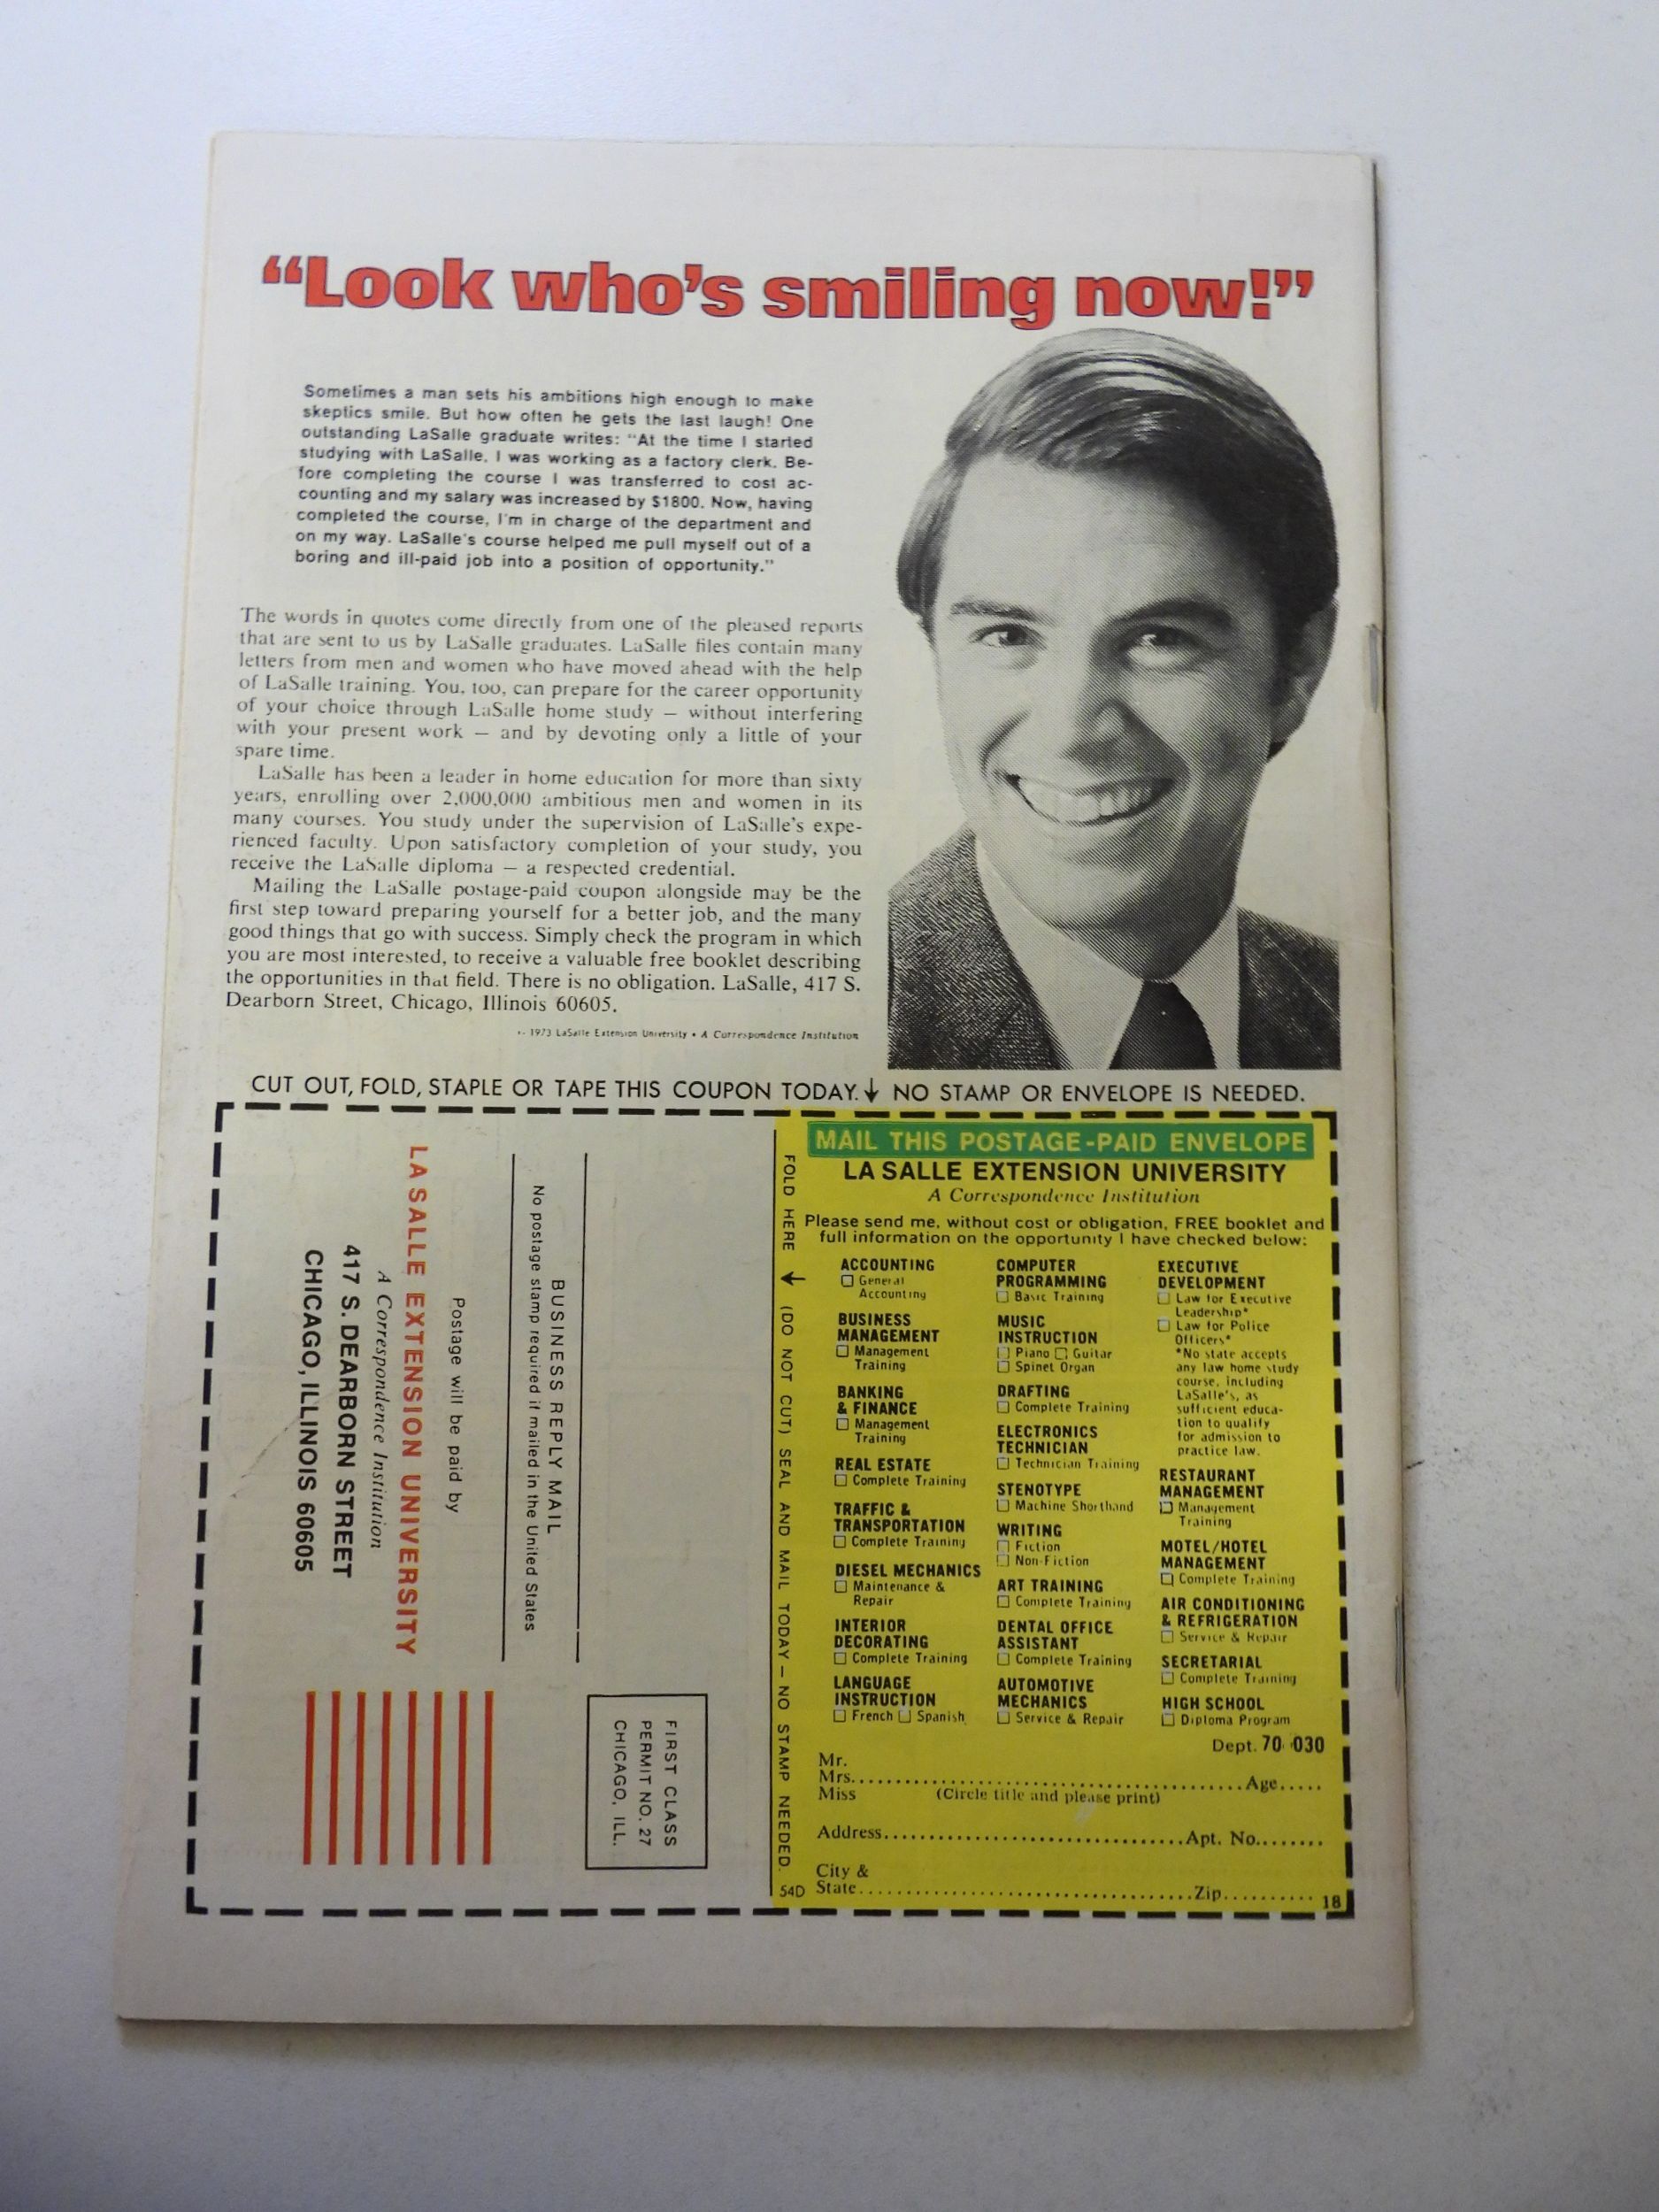 “Look who’s smiling now!”
Sometimes a man sets his ambitions high enough to make
skeptics smile. But how often he gets the last laugh! One
outstanding LaSalle graduate writes: “At the time I started
studying with LaSalle, I was working as a factory clerk. Be-
fore completing the course I was transferred to cost ac-
counting and my salary was increased by $1800. Now, having
completed the course, I’m in charge of the department and
on my way. LaSalle’s course helped me pull myself out of a
boring and ill-paid job into a position of opportunity.”
The words in quotes come directly from one of the pleased reports
that are sent to us by LaSalle graduates. LaSalle files contain many
letters from men and women who have moved ahead with the help
of LaSalle training. You, too, can prepare for the career opportunity
of your choice through LaSalle home study — without interfering
with your present work — and by devoting only a little of your
spare time.
LaSalle has been a leader in home education for more than sixty
years, enrolling over 2,000,000 ambitious men and women in its
many courses. You study under the supervision of LaSalle’s expe-
rienced faculty. Upon satisfactory completion of your study, you
receive the LaSalle diploma — a respected credential.
Mailing the LaSalle postage-paid coupon alongside may be the
first step toward preparing yourself for a better job, and the many
good things that go with success. Simply check the program in which
you are most interested, to receive a valuable free booklet describing
the opportunities in that field. There is no obligation. LaSalle, 417 S.
Dearborn Street, Chicago, Illinois 60605.
1973 LaSalle Extension University • A Correspondence Institution
CUT OUT, FOLD, STAPLE OR TAPE THIS COUPON TODAY. ↓ NO STAMP OR ENVELOPE IS NEEDED.
FIRST CLASS
PERMIT NO. 27
CHICAGO, ILL.
BUSINESS REPLY MAIL
No postage stamp required if mailed in the United States
Postage will be paid by
LA SALLE EXTENSION UNIVERSITY
A Correspondence Institution
417 S. DEARBORN STREET
CHICAGO, ILLINOIS 60605
FOLD HERE ↓ (DO NOT CUT) SEAL AND MAIL TODAY — NO STAMP NEEDED.
54D
MAIL THIS POSTAGE-PAID ENVELOPE
LA SALLE EXTENSION UNIVERSITY
A Correspondence Institution
Please send me, without cost or obligation, FREE booklet and
full information on the opportunity I have checked below:
ACCOUNTING
☐ General
Accounting
BUSINESS
MANAGEMENT
☐ Management
Training
BANKING
& FINANCE
☐ Management
Training
REAL ESTATE
☐ Complete Training
TRAFFIC &
TRANSPORTATION
☐ Complete Training
DIESEL MECHANICS
☐ Maintenance &
Repair
INTERIOR
DECORATING
☐ Complete Training
LANGUAGE
INSTRUCTION
☐ French ☐ Spanish
COMPUTER
PROGRAMMING
☐ Basic Training
MUSIC
INSTRUCTION
☐ Piano ☐ Guitar
☐ Spinet Organ
DRAFTING
☐ Complete Training
ELECTRONICS
TECHNICIAN
☐ Technician Training
STENOTYPE
☐ Machine Shorthand
WRITING
☐ Fiction
☐ Non-Fiction
ART TRAINING
☐ Complete Training
DENTAL OFFICE
ASSISTANT
☐ Complete Training
AUTOMOTIVE
MECHANICS
☐ Service & Repair
EXECUTIVE
DEVELOPMENT
☐ Law for Executive
Leadership*
☐ Law for Police
Officers*
*No state accepts
any law home study
course, including
LaSalle’s, as
sufficient educa-
tion to qualify
for admission to
practice law.
RESTAURANT
MANAGEMENT
☐ Management
Training
MOTEL/HOTEL
MANAGEMENT
☐ Complete Training
AIR CONDITIONING
& REFRIGERATION
☐ Service & Repair
SECRETARIAL
☐ Complete Training
HIGH SCHOOL
☐ Diploma Program
Dept. 70-030
Mr.
Mrs. Age
Miss (Circle title and please print)
Address Apt. No.
City &
State Zip
18